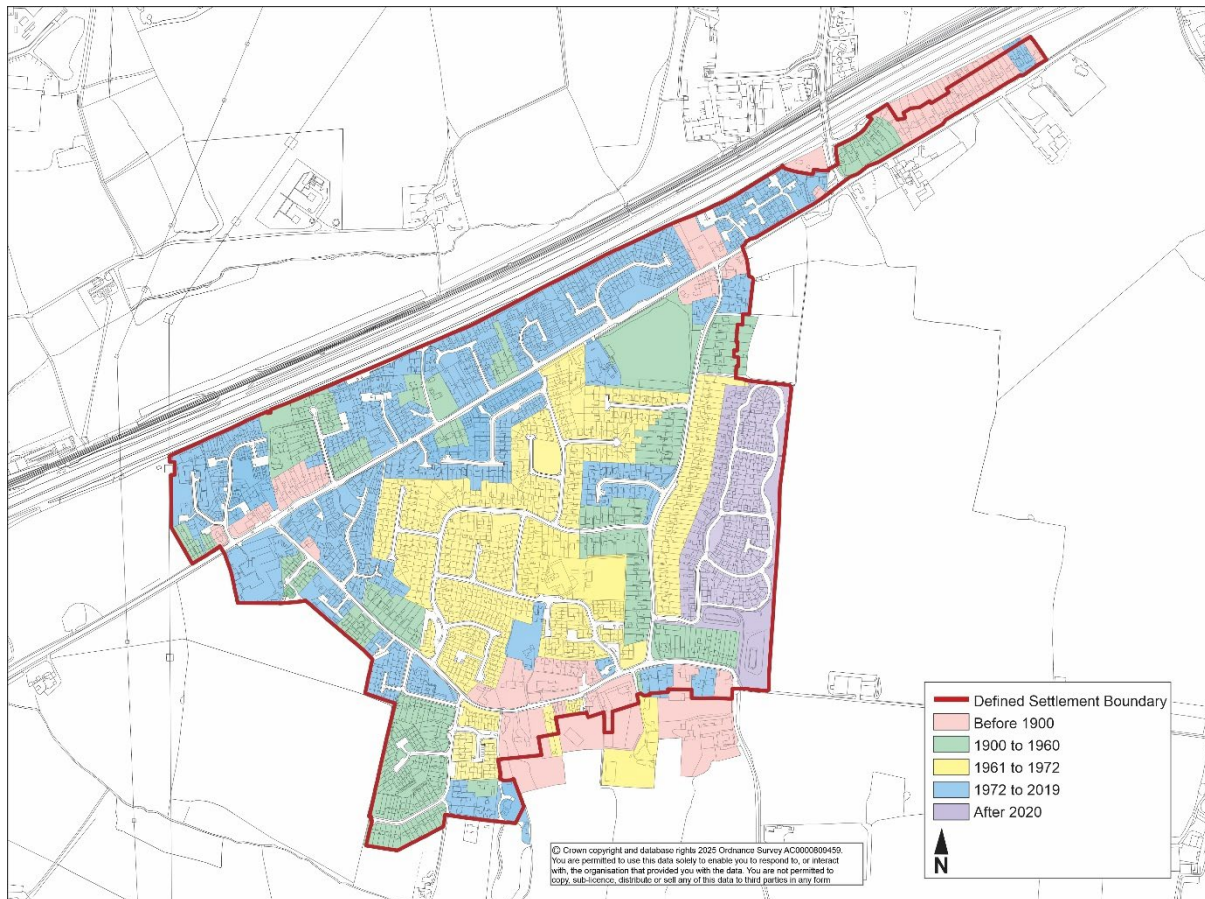 Defined Settlement Boundary
Before 1900
1900 to 1960
1961 to 1972
1972 to 2019
After 2020
N
© Crown copyright and database rights 2025 Ordnance Survey AC0000809459.
You are permitted to use this data solely to enable you to respond to, or interact
with, the organisation that provided you with the data. You are not permitted to
copy, sub-licence, distribute or sell any of this data to third parties in any form